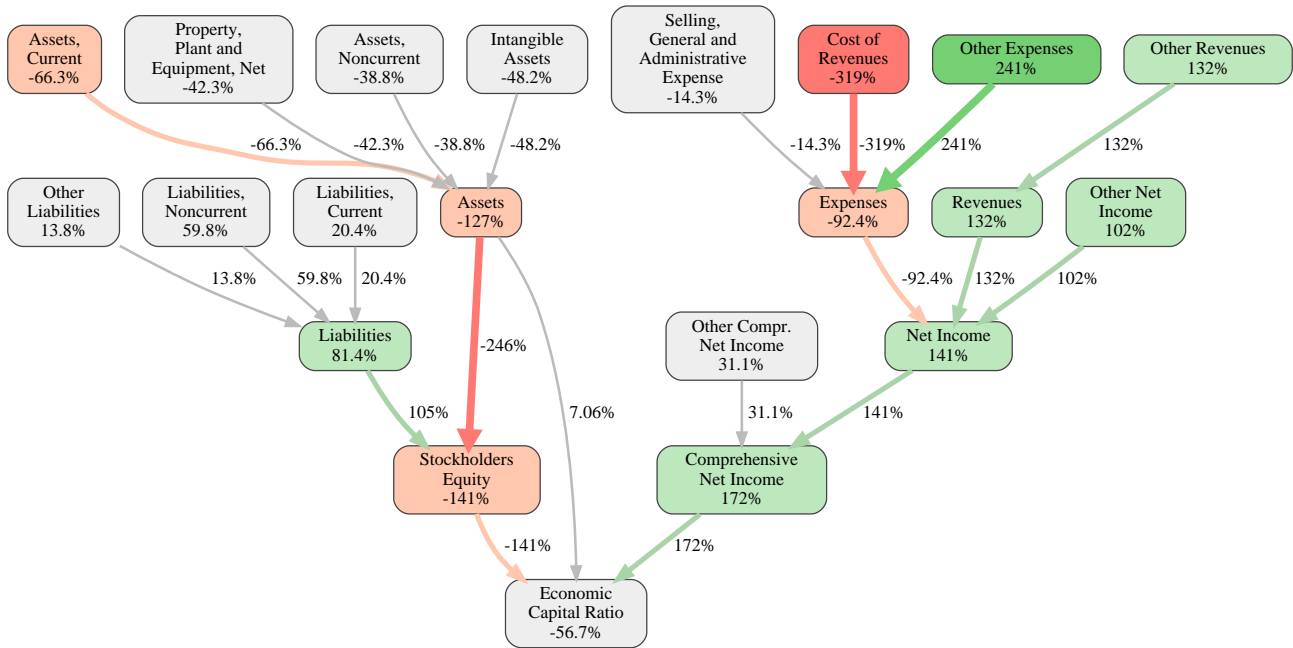 Assets,
Current
-66.3%
Property,
Plant and
Equipment, Net
-42.3%
Assets,
Noncurrent
-38.8%
Intangible
Assets
-48.2%
Selling,
General and
Administrative
Expense
-14.3%
Cost of
Revenues
-319%
Other Expenses
241%
Other Revenues
132%
-66.3%
-42.3%
-38.8%
-48.2%
-14.3%
-319%
241%
132%
Other
Liabilities
13.8%
Liabilities,
Noncurrent
59.8%
Liabilities,
Current
20.4%
Assets
-127%
Expenses
-92.4%
Revenues
132%
Other Net
Income
102%
13.8%
59.8%
20.4%
-92.4%
132%
102%
Liabilities
81.4%
-246%
Other Compr.
Net Income
31.1%
Net Income
141%
105%
7.06%
31.1%
141%
Stockholders
Equity
-141%
Comprehensive
Net Income
172%
-141%
172%
Economic
Capital Ratio
-56.7%